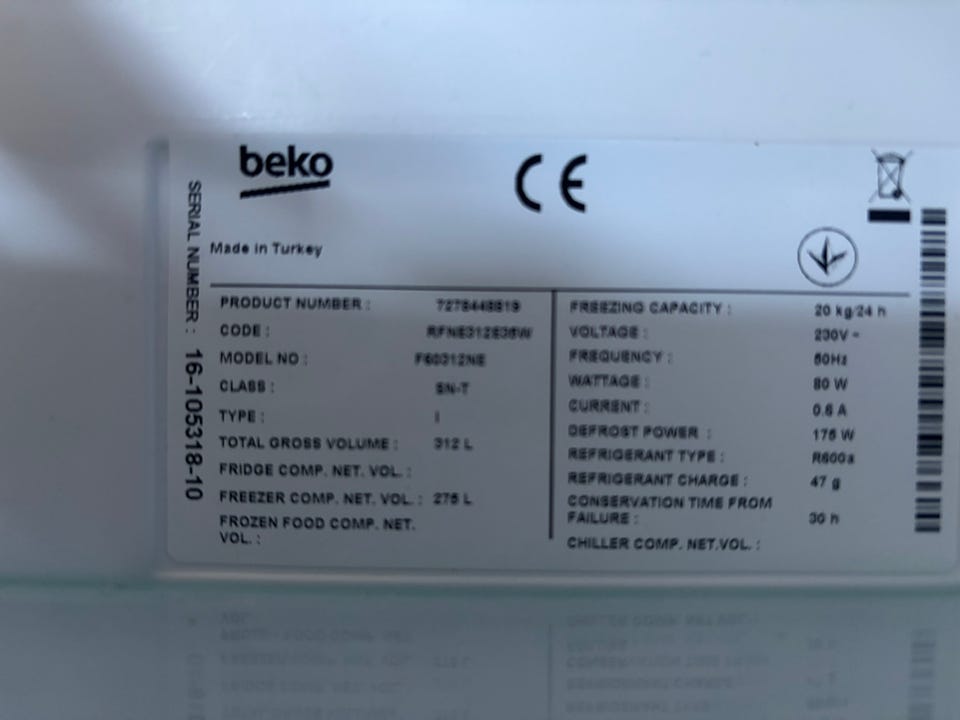 beko
CE
Made in Turkey
SERIAL NUMBER : 16-105318-10
PRODUCT NUMBER :
CODE :
MODEL NO : F60312NE
CLASS : SN-T
TYPE : I
TOTAL GROSS VOLUME : 312 L
FRIDGE COMP. NET. VOL. :
FREEZER COMP. NET. VOL. : 275 L
FROZEN FOOD COMP. NET.
VOL. :
FREEZING CAPACITY : 20 kg/24 h
VOLTAGE : 230V ~
FREQUENCY : 50Hz
WATTAGE : 80 W
CURRENT : 0.6 A
DEFROST POWER : 175 W
REFRIGERANT TYPE : R600a
REFRIGERANT CHARGE : 47 g
CONSERVATION TIME FROM
FAILURE : 30 h
CHILLER COMP. NET.VOL. :